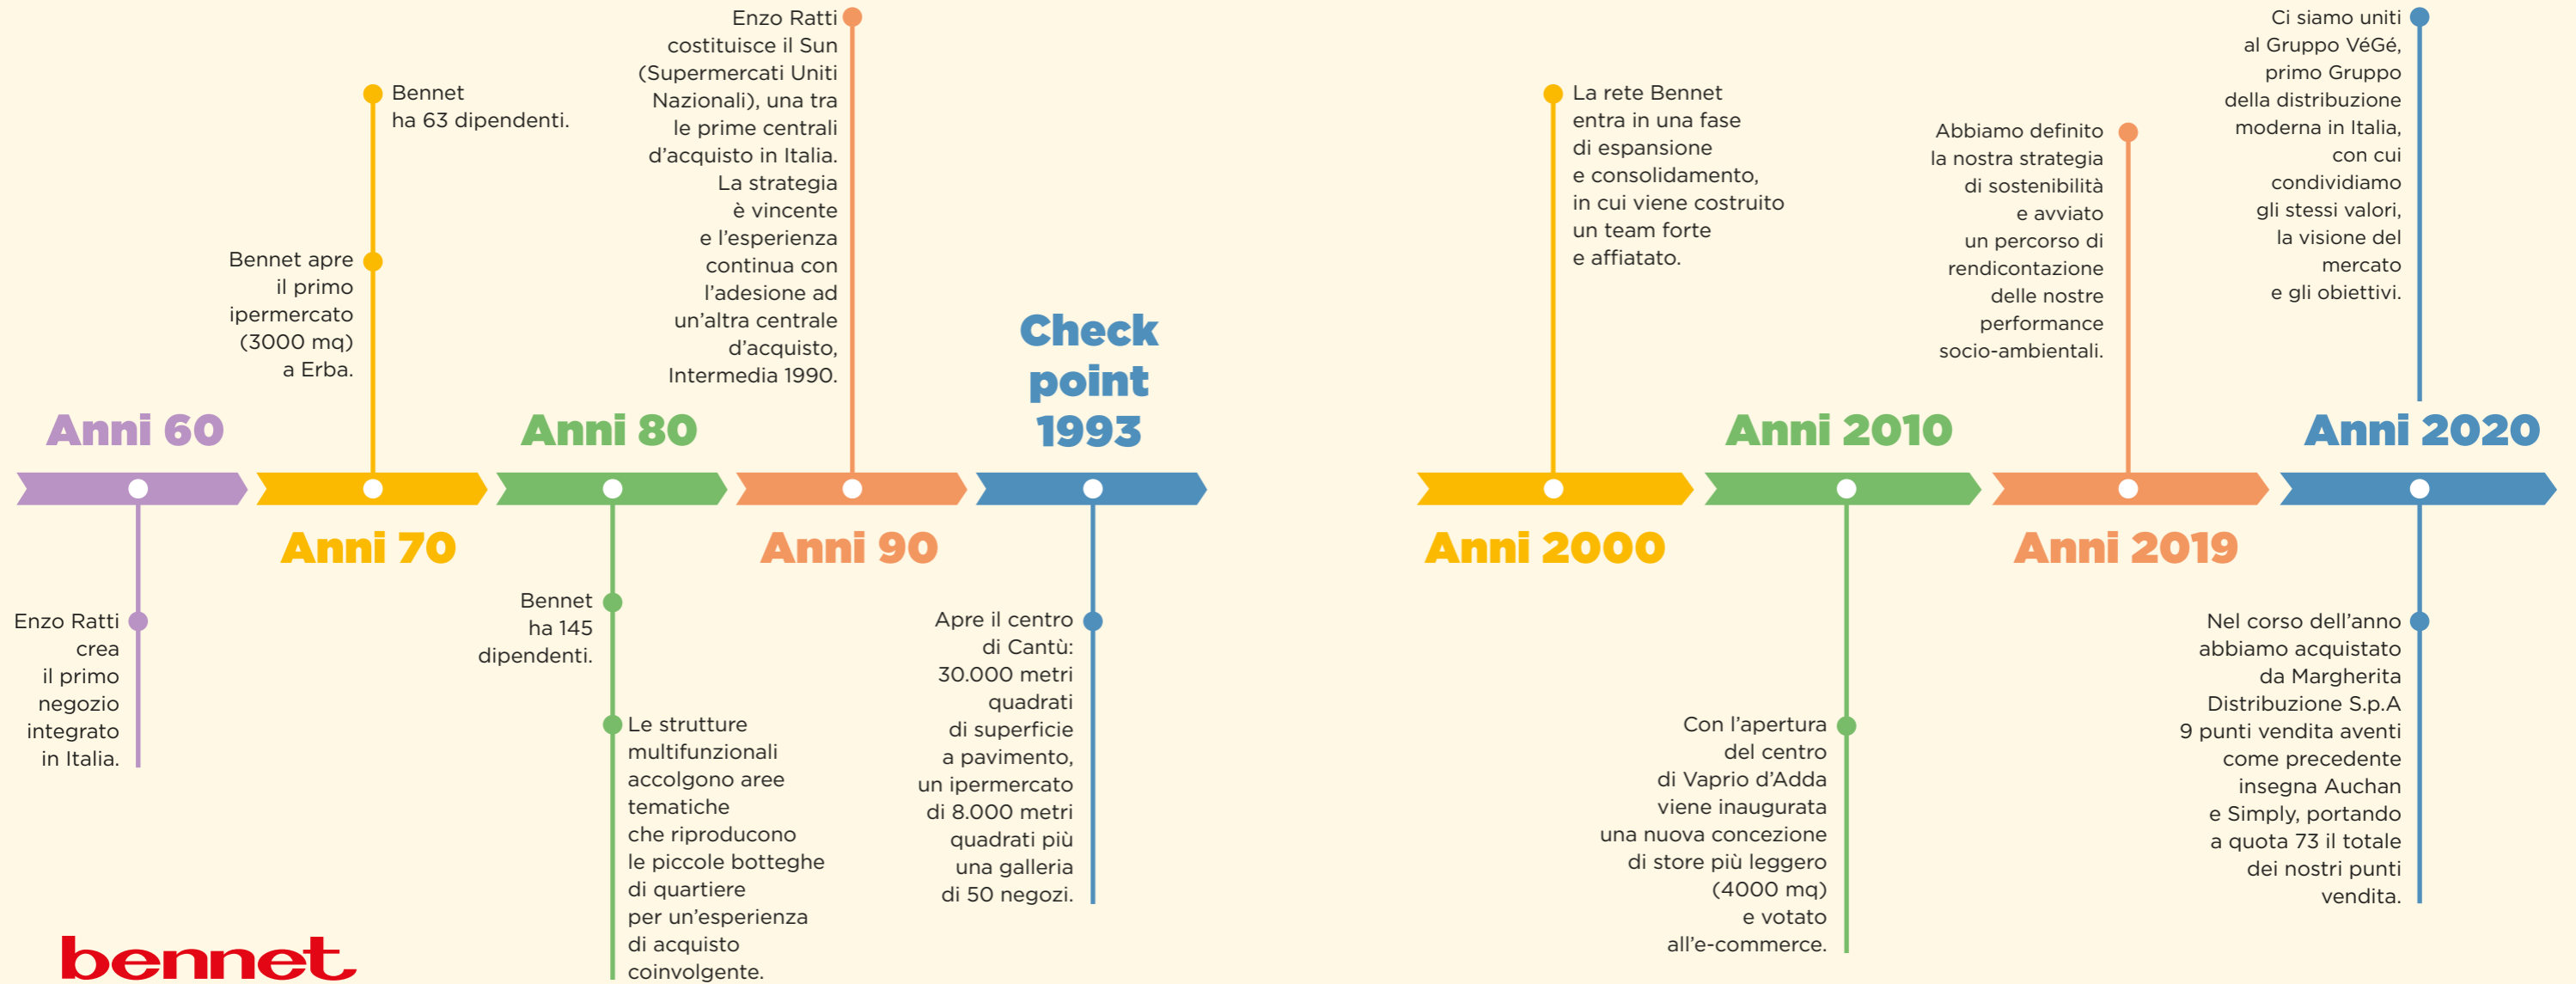 Anni 60
Enzo Ratti
crea
il primo
negozio
integrato
in Italia.
Anni 70
Bennet
ha 63 dipendenti.
Bennet apre
il primo
ipermercato
(3000 mq)
a Erba.
Anni 80
Bennet
ha 145
dipendenti.
Le strutture
multifunzionali
accolgono aree
tematiche
che riproducono
le piccole botteghe
di quartiere
per un’esperienza
di acquisto
coinvolgente.
Anni 90
Enzo Ratti
costituisce il Sun
(Supermercati Uniti
Nazionali), una tra
le prime centrali
d’acquisto in Italia.
La strategia
è vincente
e l’esperienza
continua con
l’adesione ad
un’altra centrale
d’acquisto,
Intermedia 1990.
Check
point
1993
Apre il centro
di Cantù:
30.000 metri
quadrati
di superficie
a pavimento,
un ipermercato
di 8.000 metri
quadrati più
una galleria
di 50 negozi.
Anni 2000
La rete Bennet
entra in una fase
di espansione
e consolidamento,
in cui viene costruito
un team forte
e affiatato.
Anni 2010
Con l’apertura
del centro
di Vaprio d’Adda
viene inaugurata
una nuova concezione
di store più leggero
(4000 mq)
e votato
all’e-commerce.
Anni 2019
Abbiamo definito
la nostra strategia
di sostenibilità
e avviato
un percorso di
rendicontazione
delle nostre
performance
socio-ambientali.
Anni 2020
Ci siamo uniti
al Gruppo VéGé,
primo Gruppo
della distribuzione
moderna in Italia,
con cui
condividiamo
gli stessi valori,
la visione del
mercato
e gli obiettivi.
Nel corso dell’anno
abbiamo acquistato
da Margherita
Distribuzione S.p.A
9 punti vendita aventi
come precedente
insegna Auchan
e Simply, portando
a quota 73 il totale
dei nostri punti
vendita.
bennet